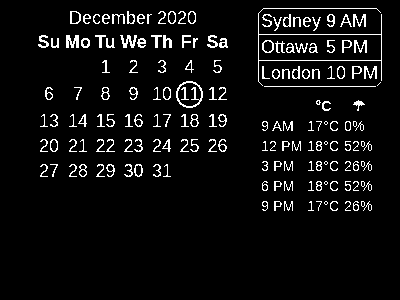 December 2020
Su Mo Tu We Th Fr Sa
1 2 3 4 5
6 7 8 9 10 11 12
13 14 15 16 17 18 19
20 21 22 23 24 25 26
27 28 29 30 31
Sydney 9 AM
Ottawa 5 PM
London 10 PM
°C ☂
9 AM 17°C 0%
12 PM 18°C 52%
3 PM 18°C 26%
6 PM 18°C 52%
9 PM 17°C 26%